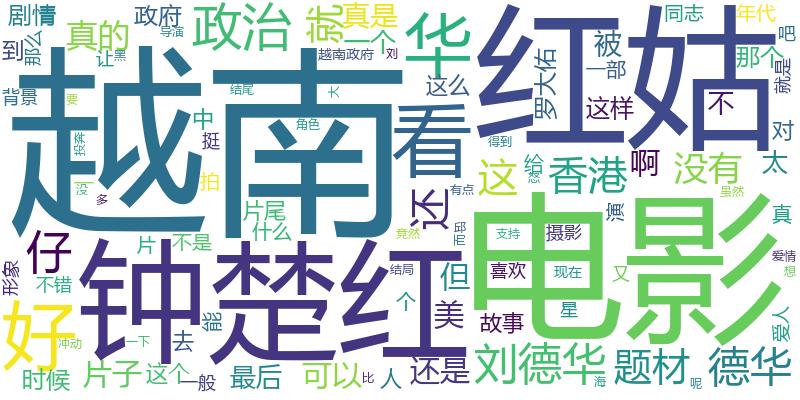 剧情
政府
政治
就
真是
一个
华
同志
年代
到
那么
真的
让
导演
黑
越南政府
刘
被
一部
那个
吧
就是
越南
红姑
背景
要
投奔
没
中
挺
多
拍
结尾
太
角色
看
这么
罗大佑
这样
不
对
得到
这
给
悠
香港
啊
没有
太
仔
片尾
什么
还
有点
虽然
形象
片
不是
竟然
而却
支持
摄影
演
真
电影
不错
钟楚红
结局
但
喜欢
现在
又
爱情
想
好
冲动
一下
能
去
个
美
故事
星
爱人
时候
片子
这个
一般
最后
可以
比
人
还是
刘德华
海
题材
呢
德华